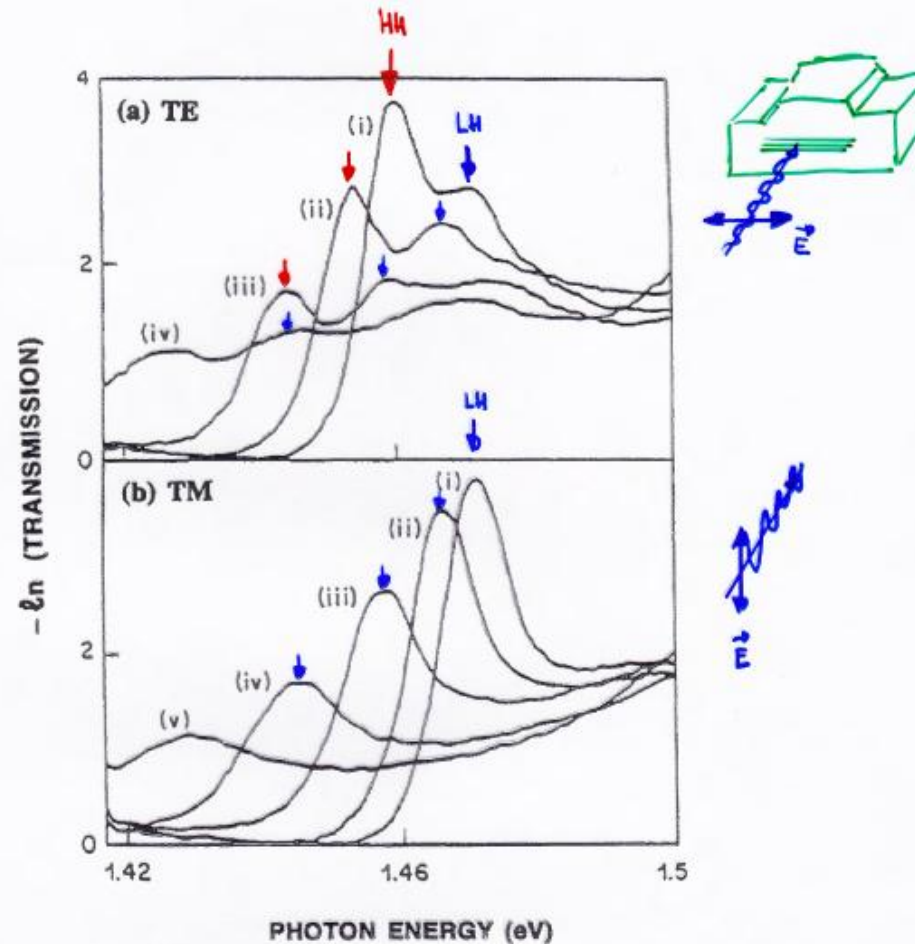 HH
4
(a) TE
(i)
LH
(ii)
2
(iii)
(iv)
E
0
LH
(b) TM
(i)
(ii)
(iii)
2
(iv)
(v)
E
0
1.42
1.46
1.5
PHOTON ENERGY (eV)
- ℓn (TRANSMISSION)